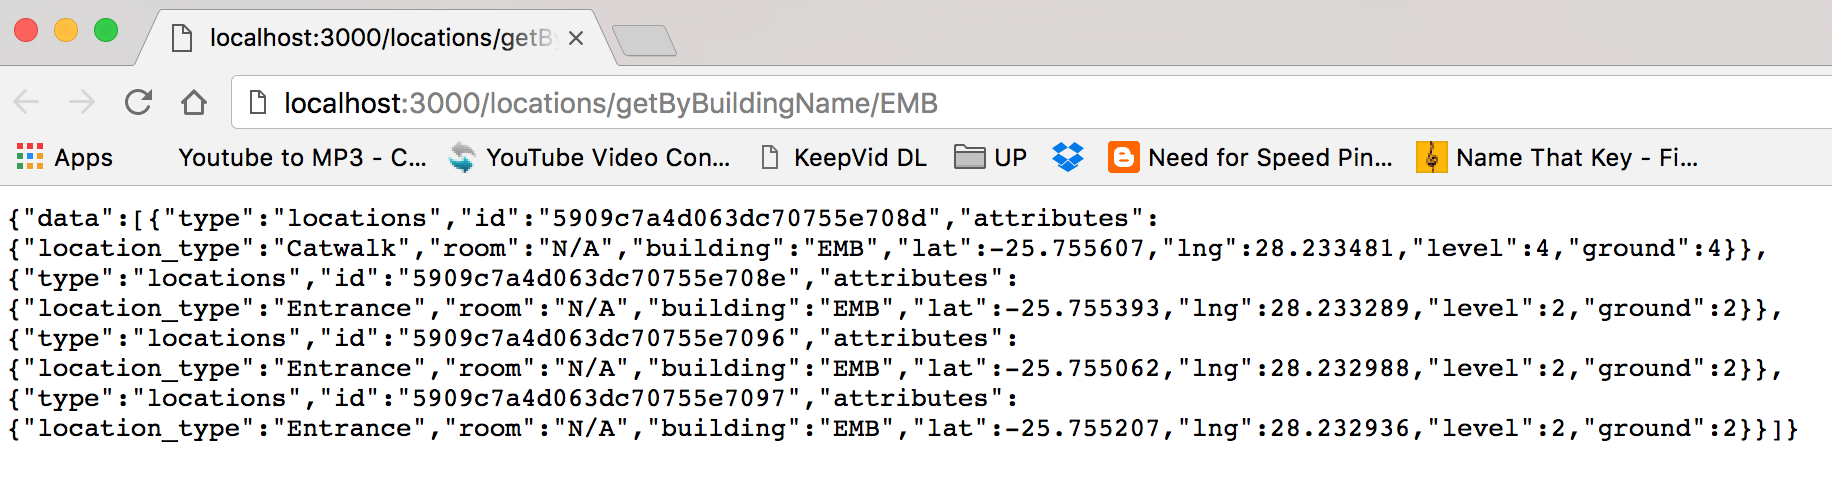 localhost:3000/locations/getBy
localhost:3000/locations/getByBuildingName/EMB
Apps Youtube to MP3 - C... YouTube Video Con... KeepVid DL UP Need for Speed Pin... Name That Key - Fi...
{"data":[{"type":"locations","id":"5909c7a4d063dc70755e708d","attributes":
{"location_type":"Catwalk","room":"N/A","building":"EMB","lat":-25.755607,"lng":28.233481,"level":4,"ground":4}},
{"type":"locations","id":"5909c7a4d063dc70755e708e","attributes":
{"location_type":"Entrance","room":"N/A","building":"EMB","lat":-25.755393,"lng":28.233289,"level":2,"ground":2}},
{"type":"locations","id":"5909c7a4d063dc70755e7096","attributes":
{"location_type":"Entrance","room":"N/A","building":"EMB","lat":-25.755062,"lng":28.232988,"level":2,"ground":2}},
{"type":"locations","id":"5909c7a4d063dc70755e7097","attributes":
{"location_type":"Entrance","room":"N/A","building":"EMB","lat":-25.755207,"lng":28.232936,"level":2,"ground":2}}]}